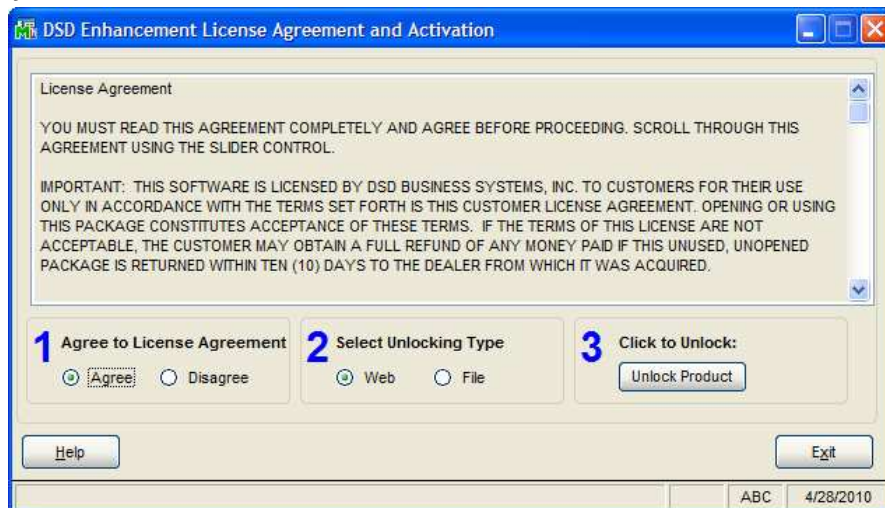 DSD Enhancement License Agreement and Activation
License Agreement
YOU MUST READ THIS AGREEMENT COMPLETELY AND AGREE BEFORE PROCEEDING. SCROLL THROUGH THIS
AGREEMENT USING THE SLIDER CONTROL.
IMPORTANT: THIS SOFTWARE IS LICENSED BY DSD BUSINESS SYSTEMS, INC. TO CUSTOMERS FOR THEIR USE
ONLY IN ACCORDANCE WITH THE TERMS SET FORTH IS THIS CUSTOMER LICENSE AGREEMENT. OPENING OR USING
THIS PACKAGE CONSTITUTES ACCEPTANCE OF THESE TERMS. IF THE TERMS OF THIS LICENSE ARE NOT
ACCEPTABLE, THE CUSTOMER MAY OBTAIN A FULL REFUND OF ANY MONEY PAID IF THIS UNUSED, UNOPENED
PACKAGE IS RETURNED WITHIN TEN (10) DAYS TO THE DEALER FROM WHICH IT WAS ACQUIRED.
1 Agree to License Agreement
Agree Disagree
2 Select Unlocking Type
Web File
3 Click to Unlock:
Unlock Product
Help Exit
ABC 4/28/2010